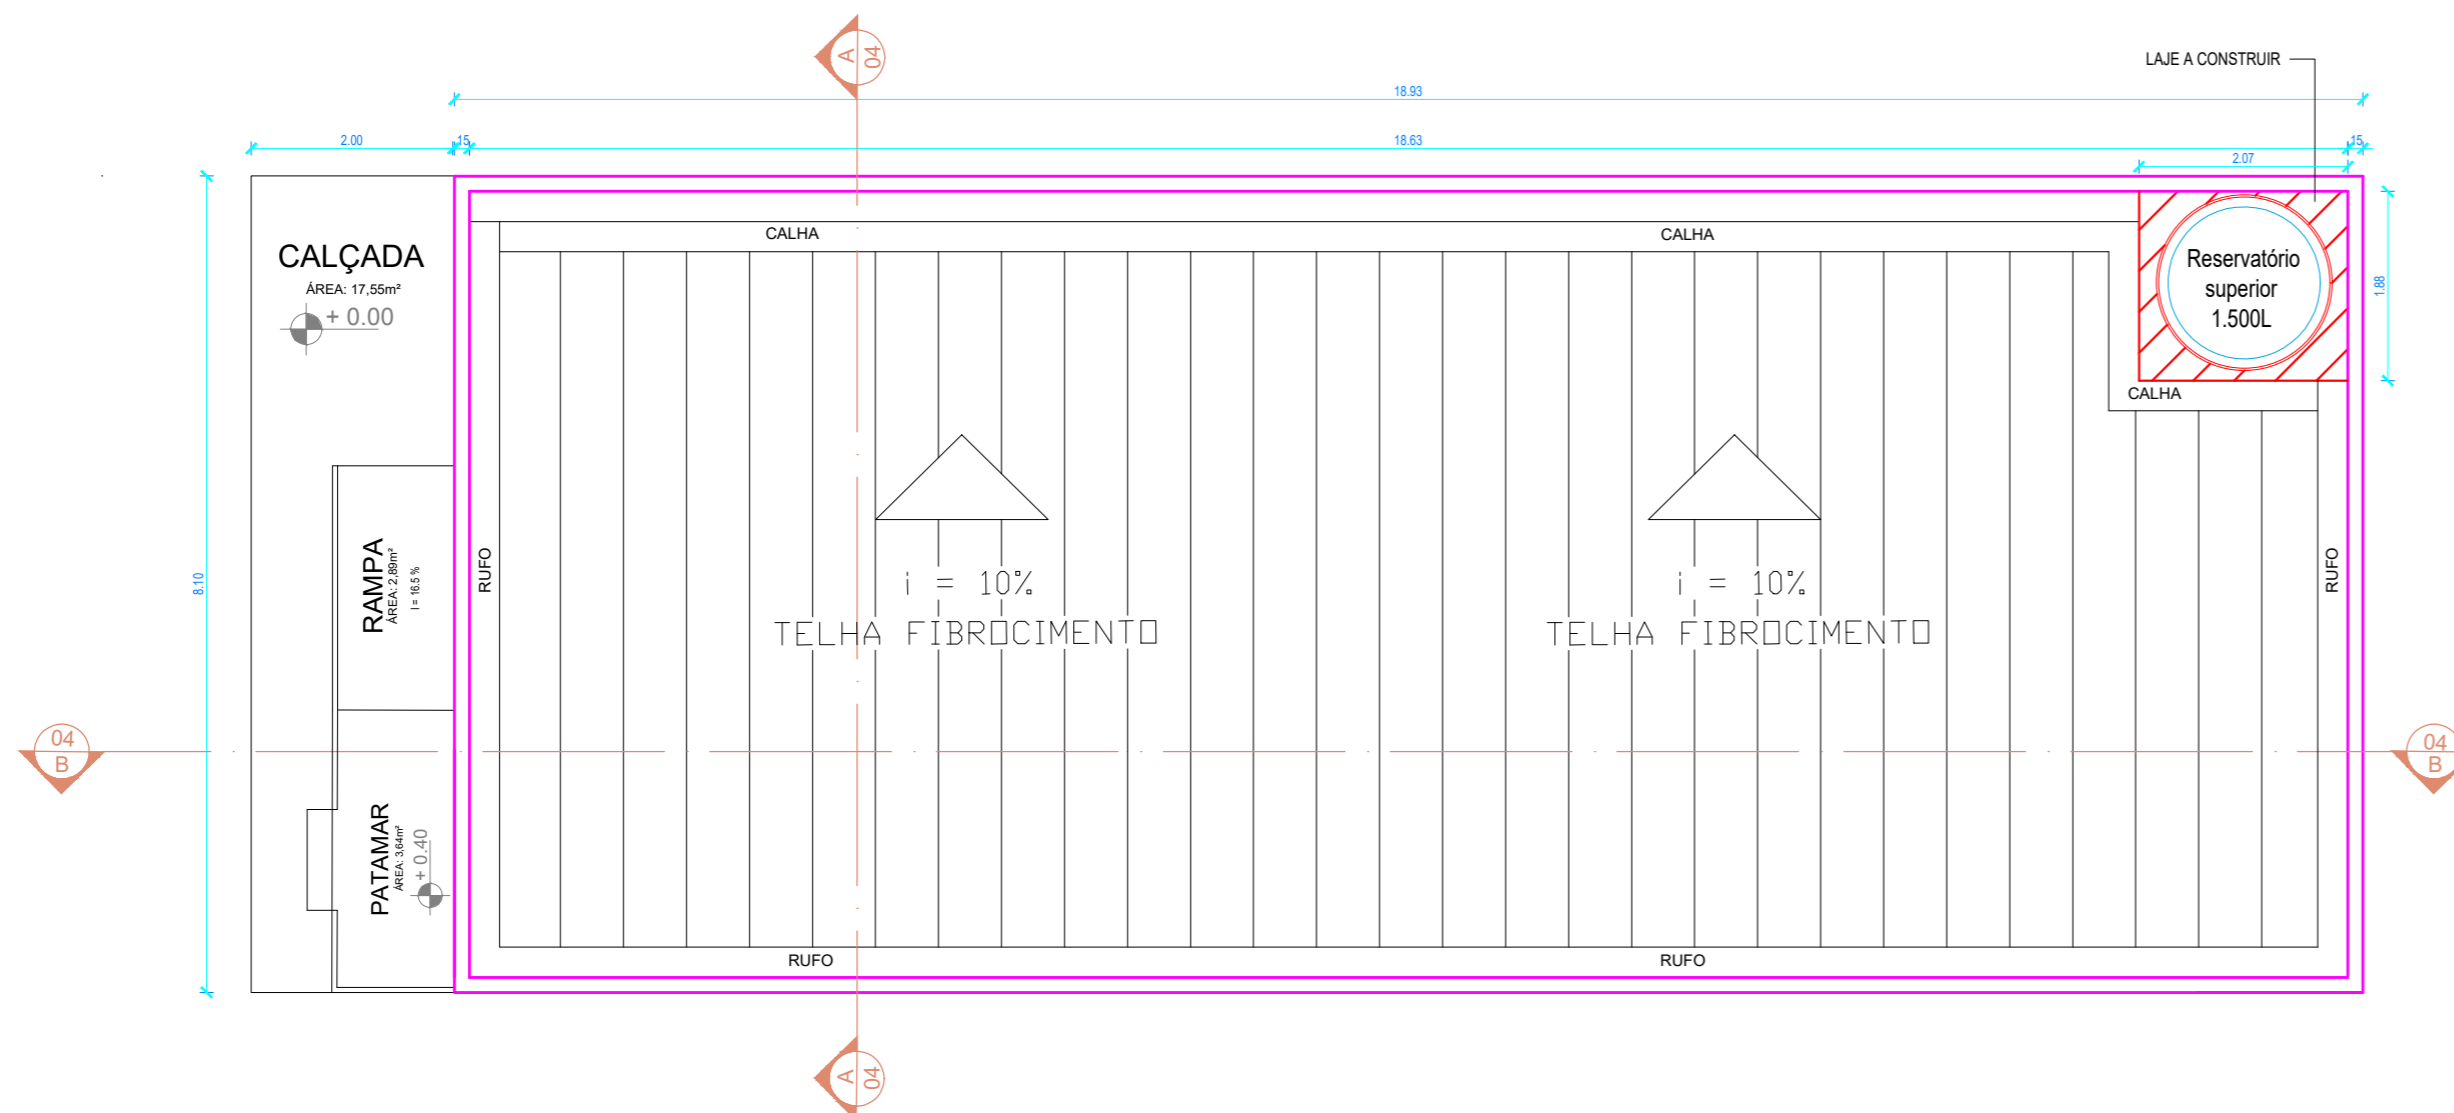 A
04
LAJE A CONSTRUIR
18.93
2.00
15
18.63
15
2.07
CALHA
CALHA
CALÇADA
ÁREA: 17,55m²
+ 0.00
Reservatório
superior
1.500L
1.88
CALHA
RAMPA
ÁREA: 2,89m²
I = 16.5 %
8.10
RUFO
i = 10%
TELHA FIBROCIMENTO
i = 10%
TELHA FIBROCIMENTO
RUFO
04
B
04
B
PATAMAR
ÁREA: 3,64m²
+ 0.40
RUFO
RUFO
A
04